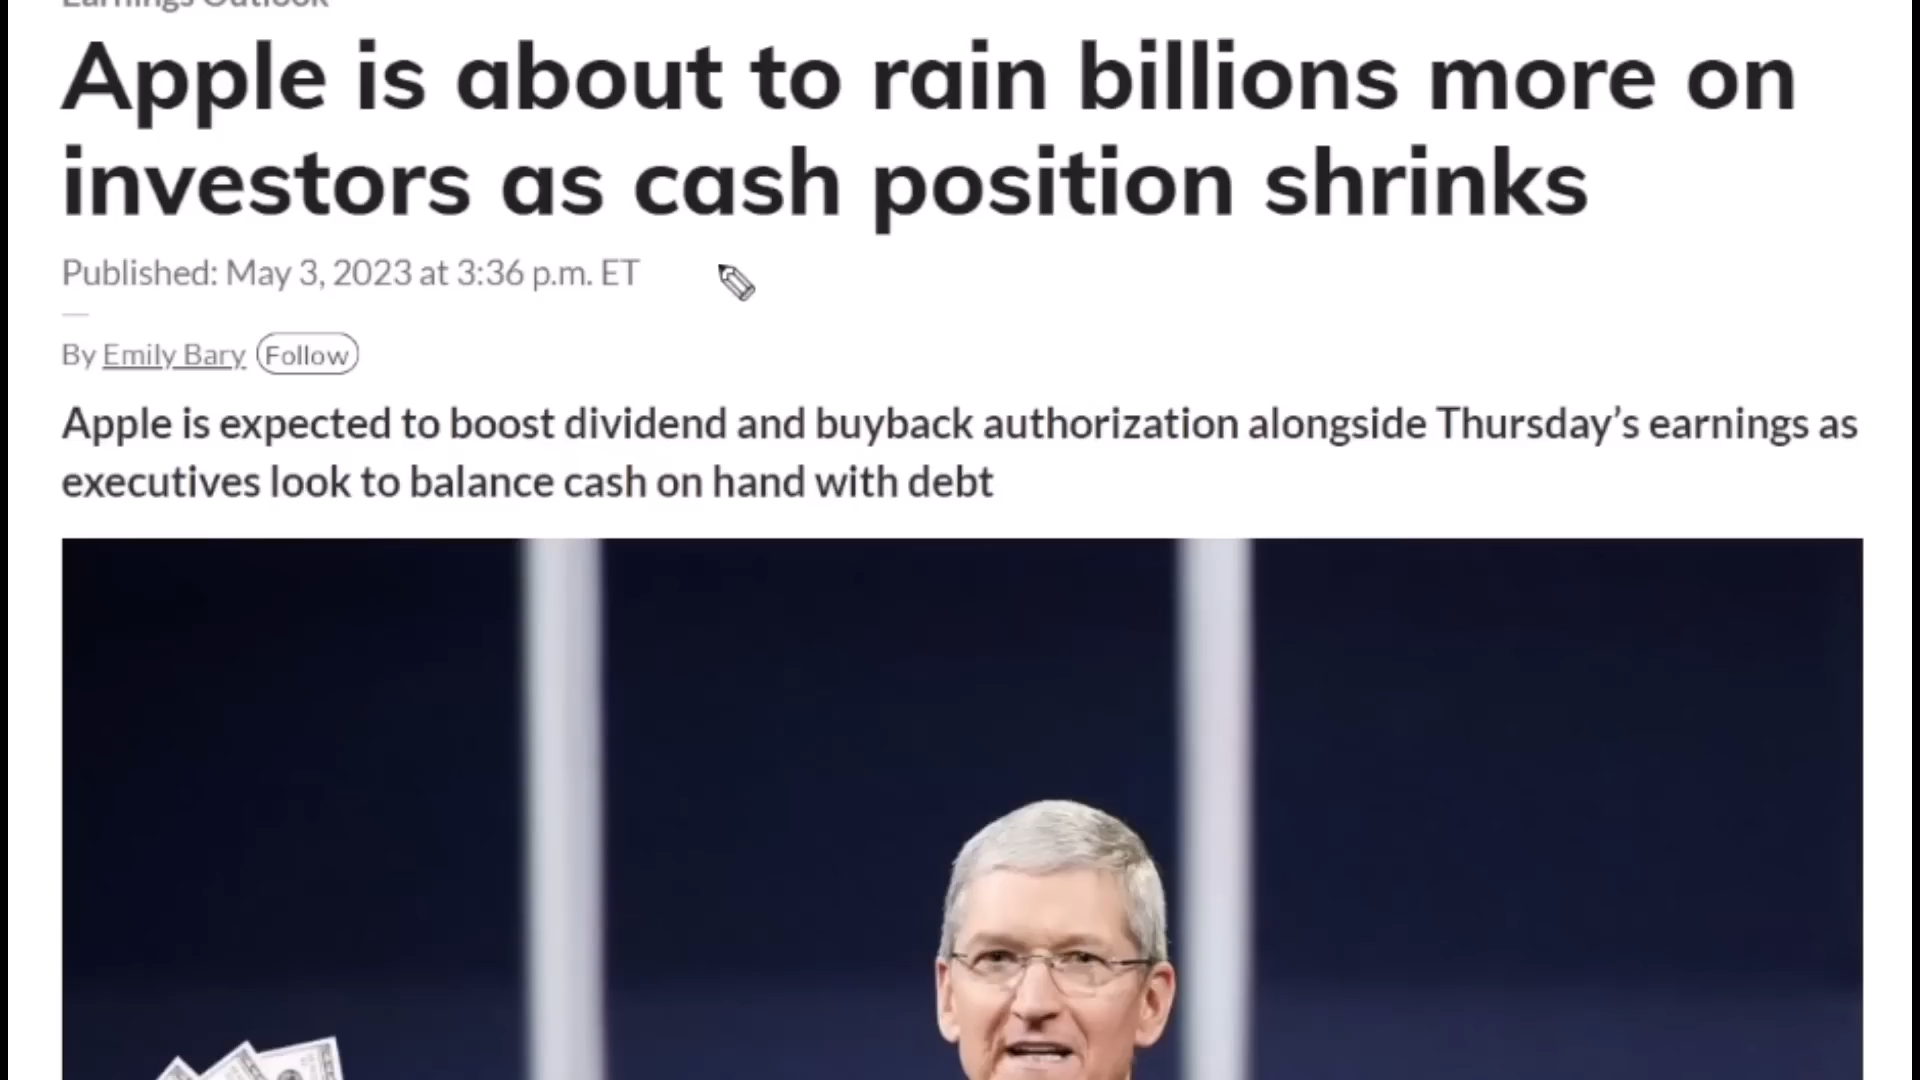 Earnings Outlook
Apple is about to rain billions more on
investors as cash position shrinks
Published: May 3, 2023 at 3:36 p.m. ET
By Emily Bary Follow
Apple is expected to boost dividend and buyback authorization alongside Thursday’s earnings as
executives look to balance cash on hand with debt